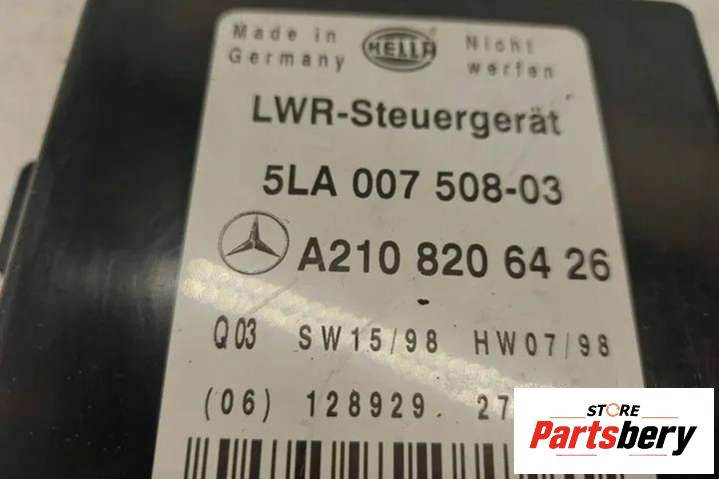 Made in Germany
HELLA
Nicht werfen
LWR-Steuergerät
5LA 007 508-03
A210 820 64 26
Q03 SW15/98 HW07/98
(06) 128929. 27
STORE
Partsbery